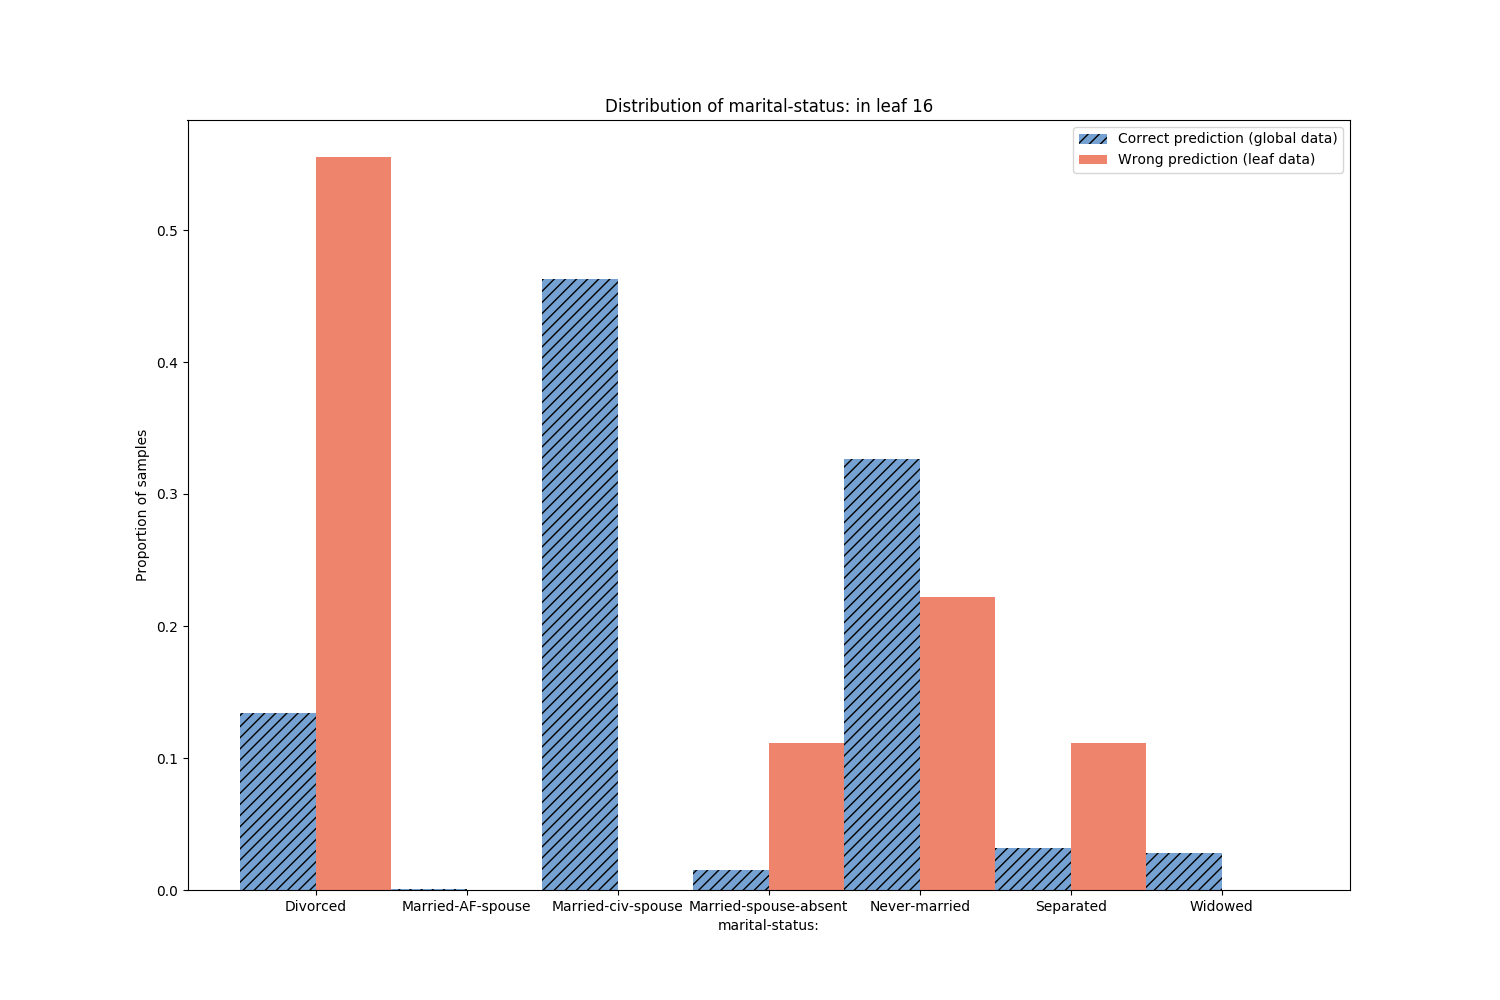 Distribution of marital-status: in leaf 16
Correct prediction (global data)
Wrong prediction (leaf data)
Proportion of samples
0.5
0.4
0.3
0.2
0.1
0.0
Divorced Married-AF-spouse Married-civ-spouse Married-spouse-absent Never-married Separated Widowed
marital-status: